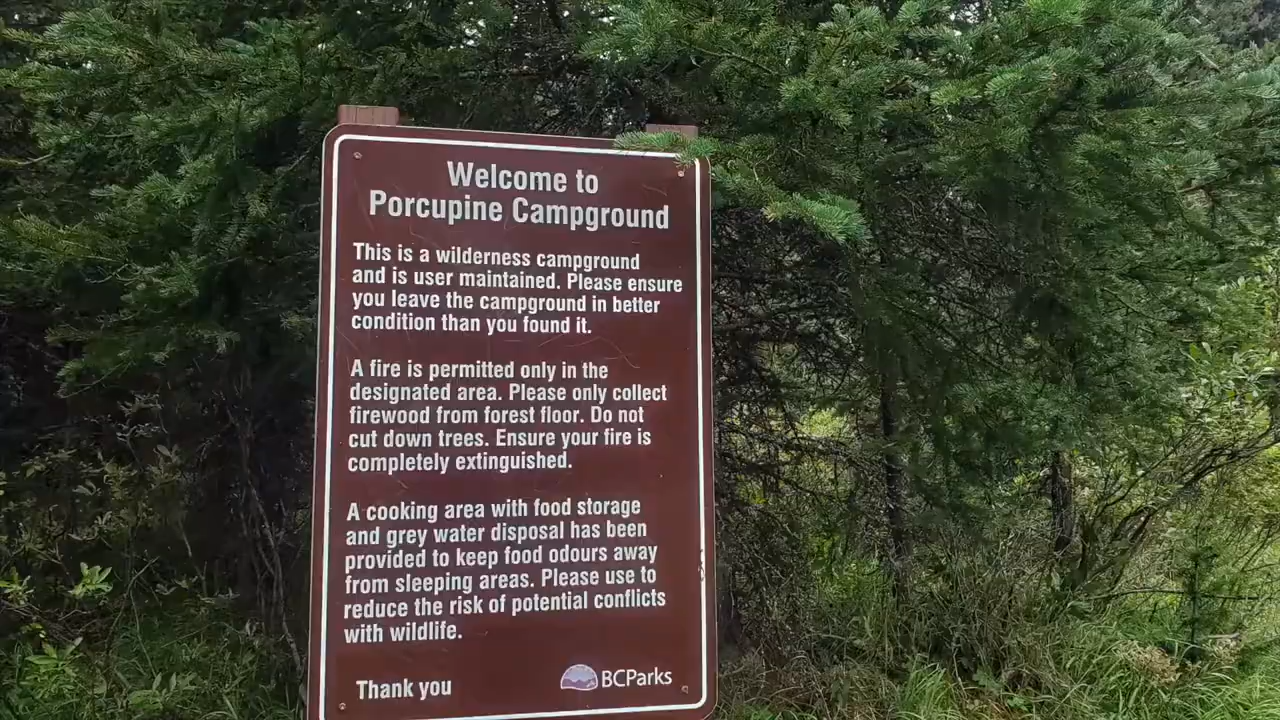 Welcome to
Porcupine Campground
This is a wilderness campground
and is user maintained. Please ensure
you leave the campground in better
condition than you found it.
A fire is permitted only in the
designated area. Please only collect
firewood from forest floor. Do not
cut down trees. Ensure your fire is
completely extinguished.
A cooking area with food storage
and grey water disposal has been
provided to keep food odours away
from sleeping areas. Please use to
reduce the risk of potential conflicts
with wildlife.
Thank you
BCParks